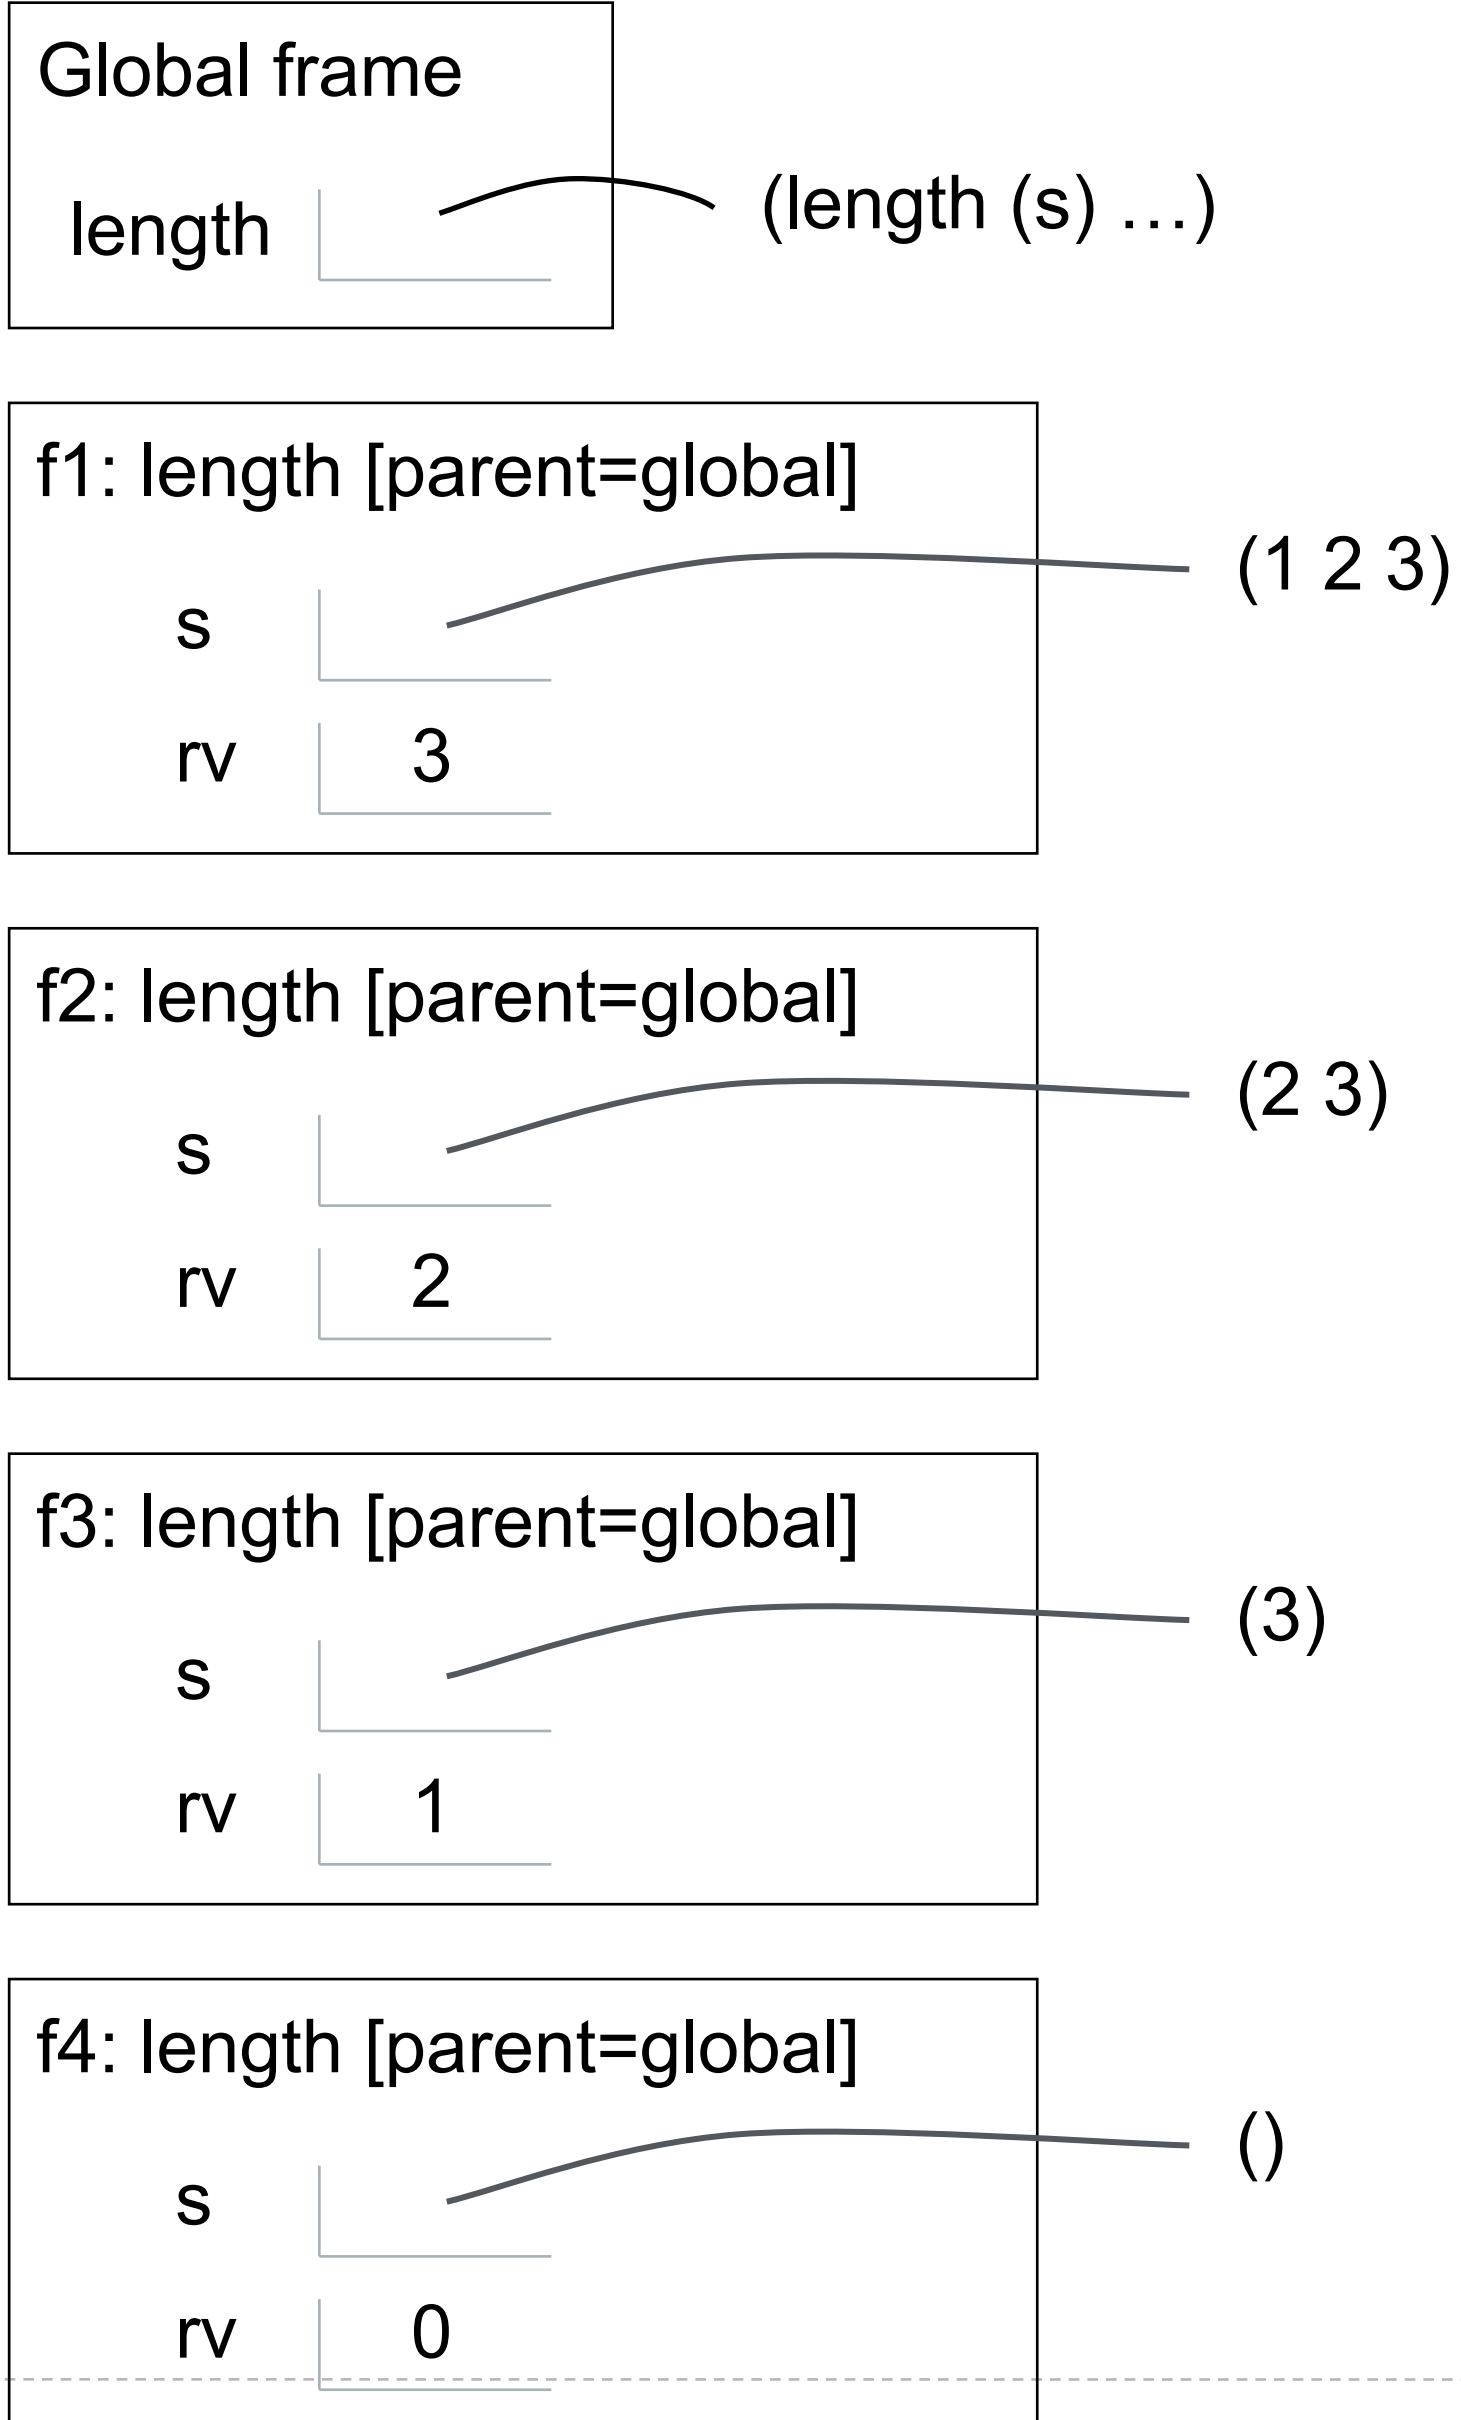 Global frame
length (length (s) …)
f1: length [parent=global]
(1 2 3)
s
rv 3
f2: length [parent=global]
(2 3)
s
rv 2
f3: length [parent=global]
(3)
s
rv 1
f4: length [parent=global]
()
s
rv 0